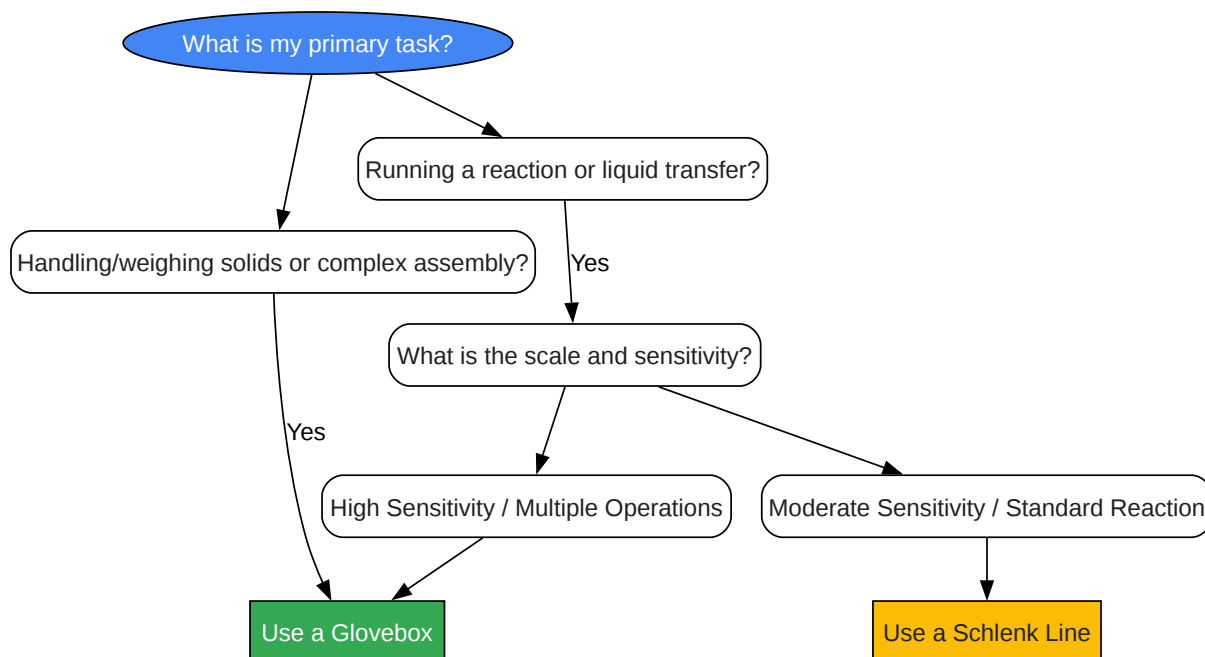 What is my primary task?
Running a reaction or liquid transfer?
Handling/weighing solids or complex assembly?
Yes
What is the scale and sensitivity?
Yes
High Sensitivity / Multiple Operations
Moderate Sensitivity / Standard Reaction
Use a Glovebox
Use a Schlenk Line